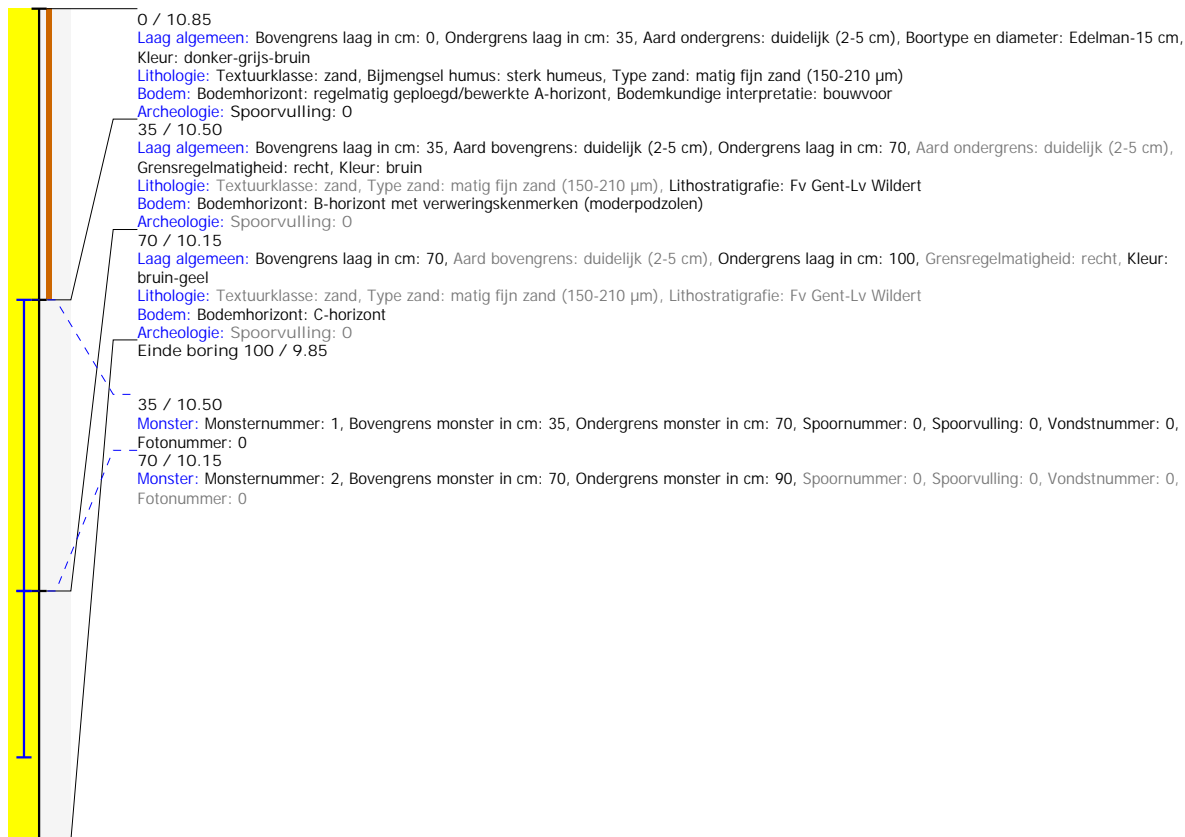 0 / 10.85
Laag algemeen: Bovengrens laag in cm: 0, Ondergrens laag in cm: 35, Aard ondergrens: duidelijk (2-5 cm), Boortype en diameter: Edelman-15 cm,
Kleur: donker-grijs-bruin
Lithologie: Textuurklasse: zand, Bijmengsel humus: sterk humeus, Type zand: matig fijn zand (150-210 µm)
Bodem: Bodemhorizont: regelmatig geploegd/bewerkte A-horizont, Bodemkundige interpretatie: bouwvoor
Archeologie: Spoorvulling: 0
35 / 10.50
Laag algemeen: Bovengrens laag in cm: 35, Aard bovengrens: duidelijk (2-5 cm), Ondergrens laag in cm: 70, Aard ondergrens: duidelijk (2-5 cm),
Grensregelmatigheid: recht, Kleur: bruin
Lithologie: Textuurklasse: zand, Type zand: matig fijn zand (150-210 µm), Lithostratigrafie: Fv Gent-Lv Wildert
Bodem: Bodemhorizont: B-horizont met verweringskenmerken (moderpodzolen)
Archeologie: Spoorvulling: 0
70 / 10.15
Laag algemeen: Bovengrens laag in cm: 70, Aard bovengrens: duidelijk (2-5 cm), Ondergrens laag in cm: 100, Grensregelmatigheid: recht, Kleur:
bruin-geel
Lithologie: Textuurklasse: zand, Type zand: matig fijn zand (150-210 µm), Lithostratigrafie: Fv Gent-Lv Wildert
Bodem: Bodemhorizont: C-horizont
Archeologie: Spoorvulling: 0
Einde boring 100 / 9.85
35 / 10.50
Monster: Monsternummer: 1, Bovengrens monster in cm: 35, Ondergrens monster in cm: 70, Spoornummer: 0, Spoorvulling: 0, Vondstnummer: 0,
Fotonummer: 0
70 / 10.15
Monster: Monsternummer: 2, Bovengrens monster in cm: 70, Ondergrens monster in cm: 90, Spoornummer: 0, Spoorvulling: 0, Vondstnummer: 0,
Fotonummer: 0